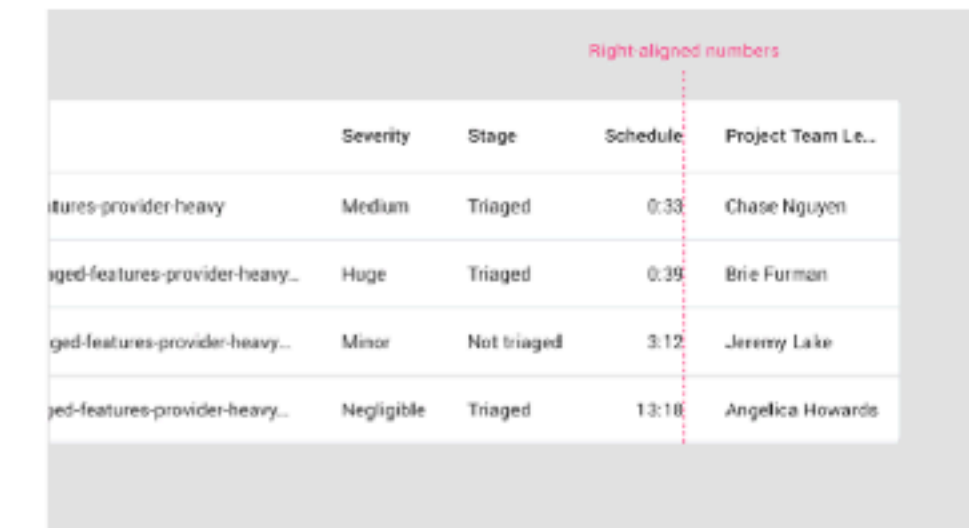 Right-aligned numbers
Severity Stage Schedule Project Team Le...
tures-provider-heavy Medium Triaged 0:33 Chase Nguyen
aged-features-provider-heavy... Huge Triaged 0:39 Brie Furman
ged-features-provider-heavy... Minor Not triaged 3:12 Jeremy Lake
ed-features-provider-heavy... Negligible Triaged 13:18 Angelica Howards